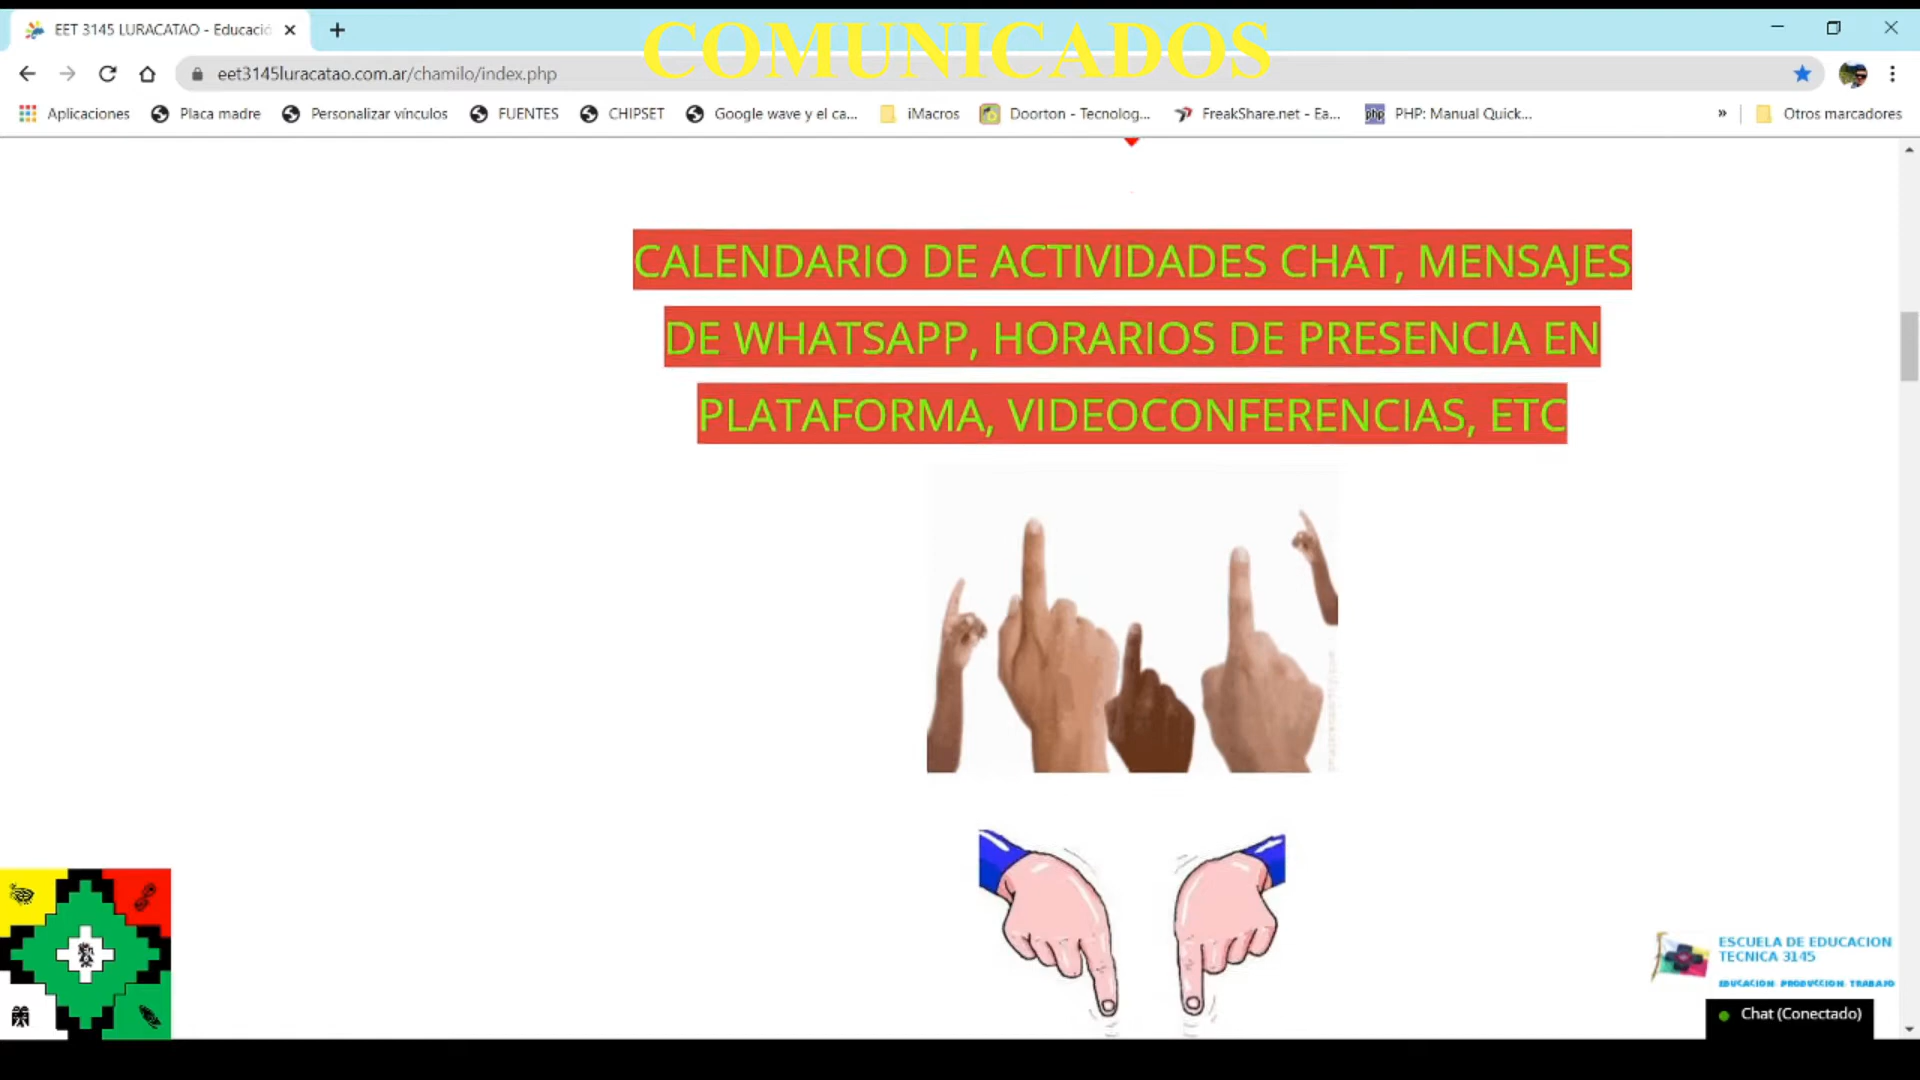 COMUNICADOS
EET 3145 LURACATAO - Educació
eet3145luracatao.com.ar/chamilo/index.php
Aplicaciones Placa madre Personalizar vínculos FUENTES CHIPSET Google wave y el ca... iMacros Doorton - Tecnolog... FreakShare.net - Ea... php PHP: Manual Quick... » Otros marcadores
CALENDARIO DE ACTIVIDADES CHAT, MENSAJES
DE WHATSAPP, HORARIOS DE PRESENCIA EN
PLATAFORMA, VIDEOCONFERENCIAS, ETC
ESCUELA DE EDUCACION
TECNICA 3145
EDUCACION PRODUCCION TRABAJO
Chat (Conectado)